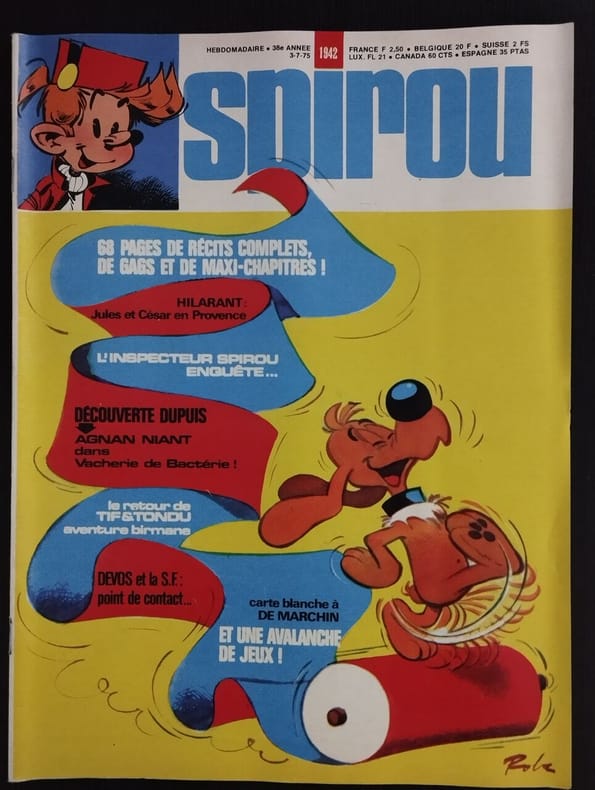 HEBDOMADAIRE • 38e ANNÉE
3-7-75
1942
FRANCE F 2,50 • BELGIQUE 20 F • SUISSE 2 FS
LUX. FL 21 • CANADA 60 CTS • ESPAGNE 35 PTAS
spirou
68 PAGES DE RÉCITS COMPLETS,
DE GAGS ET DE MAXI-CHAPITRES !
HILARANT :
Jules et César en Provence
L'INSPECTEUR SPIROU
ENQUÊTE...
DÉCOUVERTE DUPUIS
AGNAN NIANT
dans
Vacherie de Bactérie !
le retour de
TIF & TONDU
aventure birmane
DEVOS et la S.F. :
point de contact...
carte blanche à
DE MARCHIN
ET UNE AVALANCHE
DE JEUX !
Roba